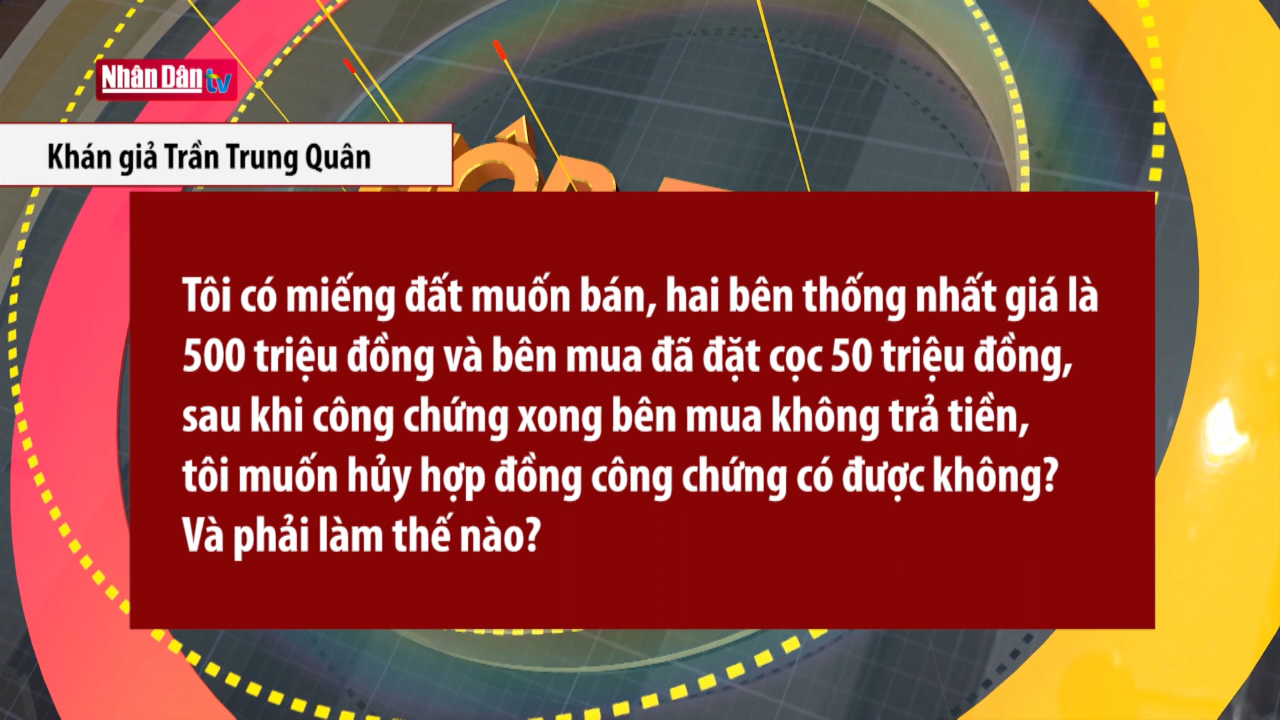 Nhân Dân tv
Khán giả Trần Trung Quân
Tôi có miếng đất muốn bán, hai bên thống nhất giá là
500 triệu đồng và bên mua đã đặt cọc 50 triệu đồng,
sau khi công chứng xong bên mua không trả tiền,
tôi muốn hủy hợp đồng công chứng có được không?
Và phải làm thế nào?